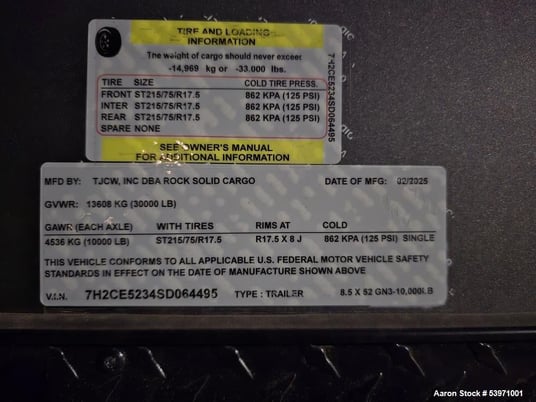 TIRE AND LOADING
INFORMATION
The weight of cargo should never exceed
-14,969 kg or -33.000 lbs.
TIRE SIZE COLD TIRE PRESS.
FRONT ST215/75/R17.5 862 KPA (125 PSI)
INTER ST215/75/R17.5 862 KPA (125 PSI)
REAR ST215/75/R17.5 862 KPA (125 PSI)
SPARE NONE
SEE OWNER'S MANUAL
FOR ADDITIONAL INFORMATION
7H2CE5234SD064495
MFD BY: TJCW, INC DBA ROCK SOLID CARGO DATE OF MFG: 02/2025
GVWR: 13608 KG (30000 LB)
GAWR (EACH AXLE) WITH TIRES RIMS AT COLD
4536 KG (10000 LB) ST215/75/R17.5 R17.5 X 8 J 862 KPA (125 PSI) SINGLE
THIS VEHICLE CONFORMS TO ALL APPLICABLE U.S. FEDERAL MOTOR VEHICLE SAFETY
STANDARDS IN EFFECT ON THE DATE OF MANUFACTURE SHOWN ABOVE
V.I.N. 7H2CE5234SD064495 TYPE : TRAILER 8.5 X 52 GN3-10,000LB
Aaron Stock # 53971001